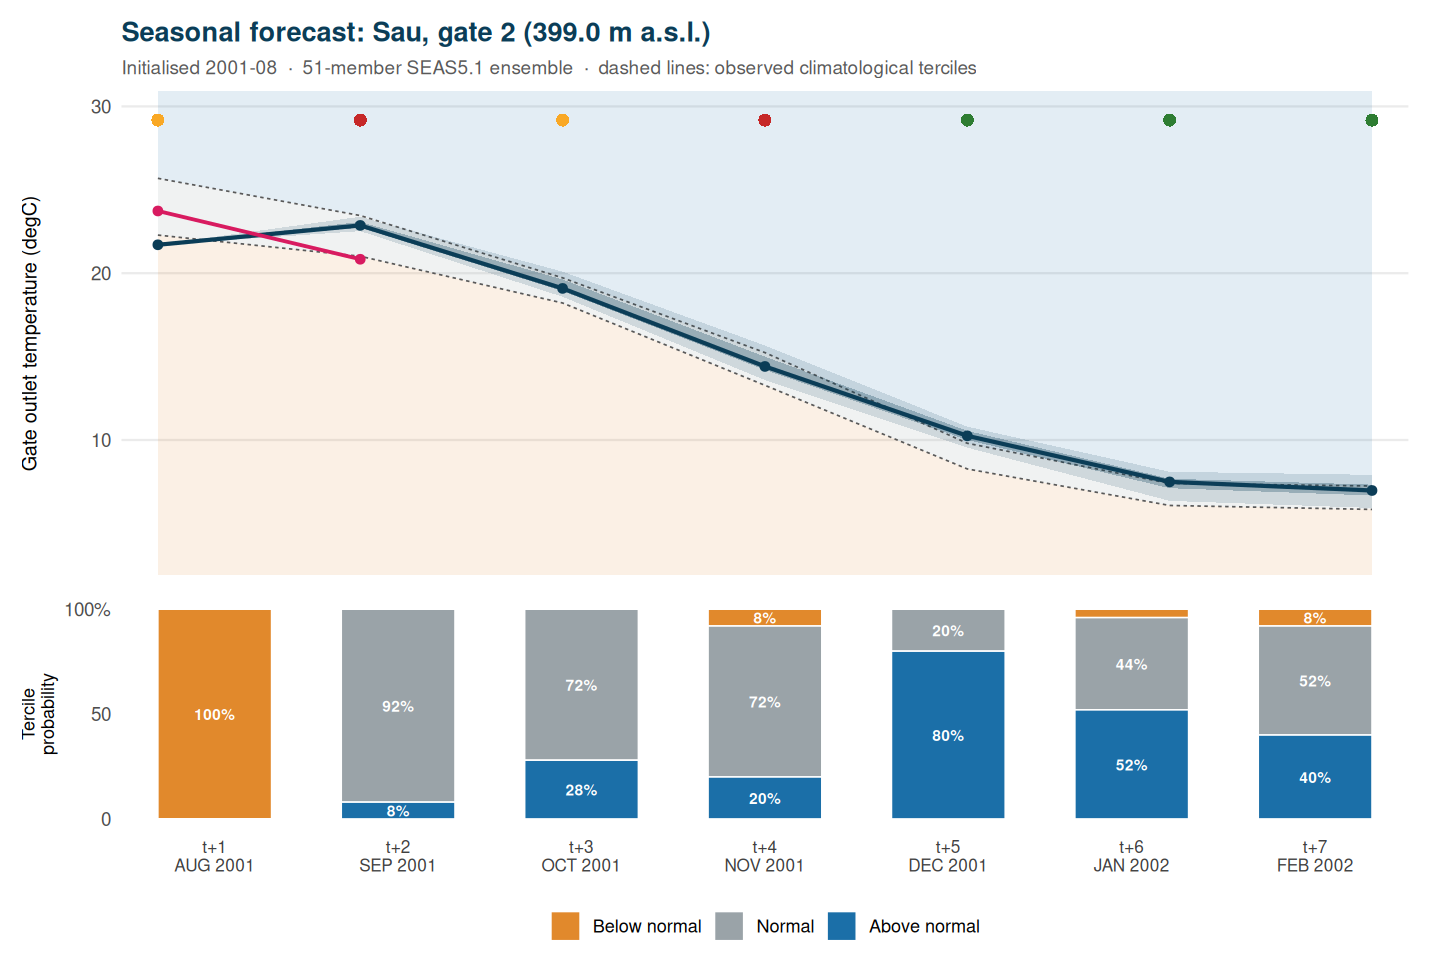 Seasonal forecast: Sau, gate 2 (399.0 m a.s.l.)
Initialised 2001-08 · 51-member SEAS5.1 ensemble · dashed lines: observed climatological terciles
30
20
10
Gate outlet temperature (degC)
100%
50
0
Tercile
probability
100%
92%
8%
72%
28%
8%
72%
20%
20%
80%
44%
52%
8%
52%
40%
t+1
AUG 2001
t+2
SEP 2001
t+3
OCT 2001
t+4
NOV 2001
t+5
DEC 2001
t+6
JAN 2002
t+7
FEB 2002
Below normal
Normal
Above normal